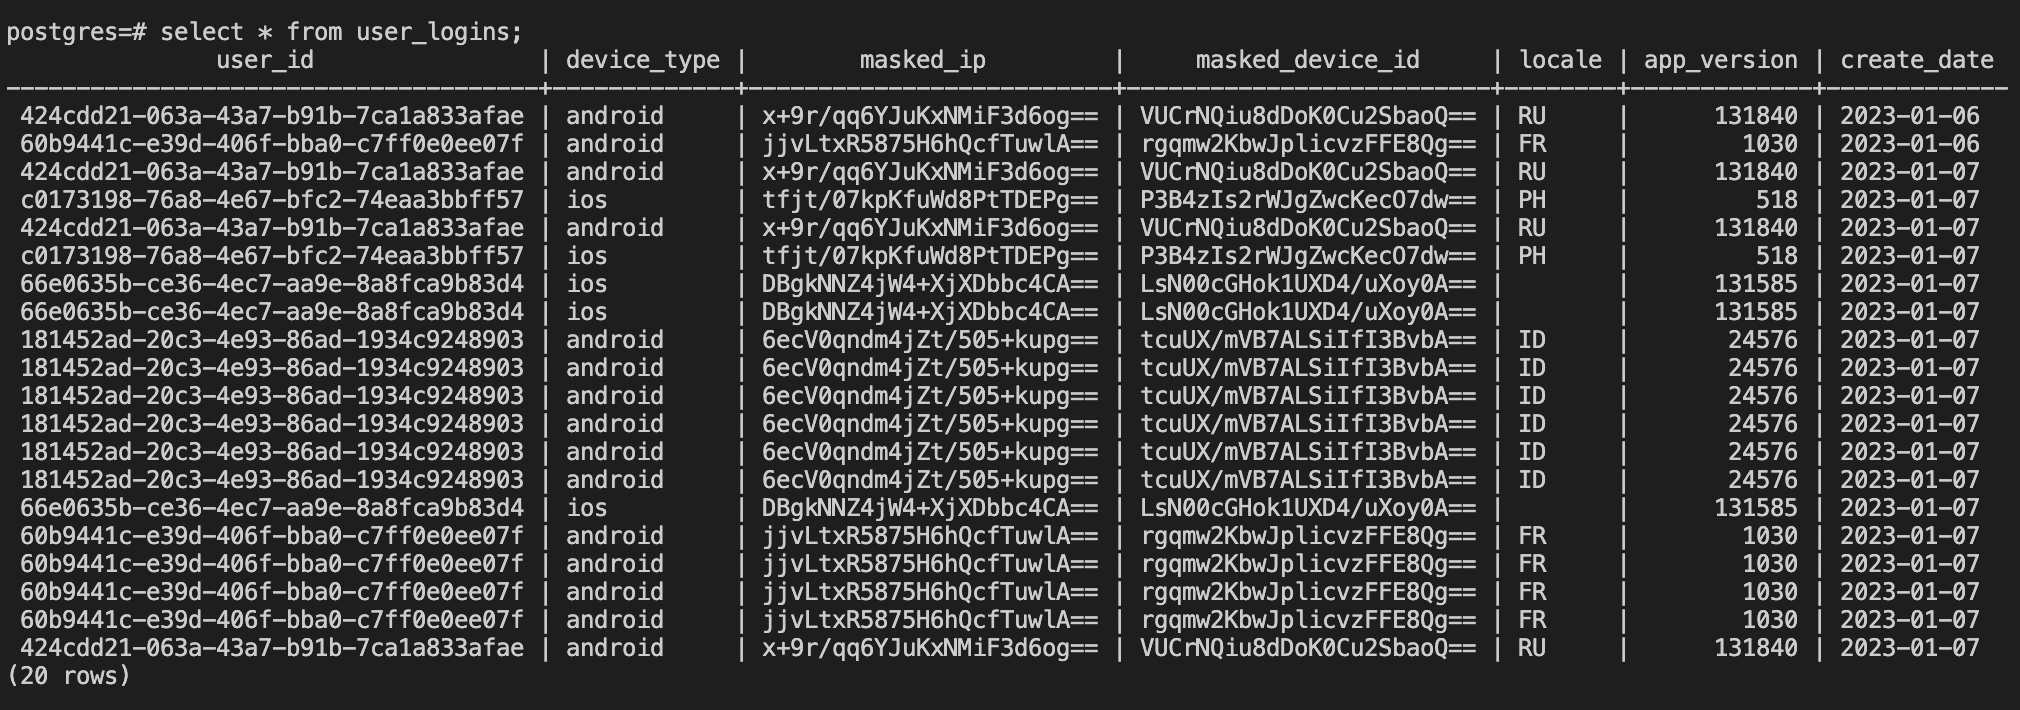 postgres=# select * from user_logins;
user_id | device_type | masked_ip | masked_device_id | locale | app_version | create_date
--------------------------------------+-------------+--------------------------+--------------------------+--------+-------------+-------------
424cdd21-063a-43a7-b91b-7ca1a833afae | android | x+9r/qq6YJuKxNMiF3d6og== | VUCrNQiu8dDoK0Cu2SbaoQ== | RU | 131840 | 2023-01-06
60b9441c-e39d-406f-bba0-c7ff0e0ee07f | android | jjvLtxR5875H6hQcfTuwlA== | rgqmw2KbwJplicvzFFE8Qg== | FR | 1030 | 2023-01-06
424cdd21-063a-43a7-b91b-7ca1a833afae | android | x+9r/qq6YJuKxNMiF3d6og== | VUCrNQiu8dDoK0Cu2SbaoQ== | RU | 131840 | 2023-01-07
c0173198-76a8-4e67-bfc2-74eaa3bbff57 | ios | tfjt/07kpKfuWd8PtTDEPg== | P3B4zIs2rWJgZwcKecO7dw== | PH | 518 | 2023-01-07
424cdd21-063a-43a7-b91b-7ca1a833afae | android | x+9r/qq6YJuKxNMiF3d6og== | VUCrNQiu8dDoK0Cu2SbaoQ== | RU | 131840 | 2023-01-07
c0173198-76a8-4e67-bfc2-74eaa3bbff57 | ios | tfjt/07kpKfuWd8PtTDEPg== | P3B4zIs2rWJgZwcKecO7dw== | PH | 518 | 2023-01-07
66e0635b-ce36-4ec7-aa9e-8a8fca9b83d4 | ios | DBgkNNZ4jW4+XjXDbbc4CA== | LsN00cGHok1UXD4/uXoy0A== | | 131585 | 2023-01-07
66e0635b-ce36-4ec7-aa9e-8a8fca9b83d4 | ios | DBgkNNZ4jW4+XjXDbbc4CA== | LsN00cGHok1UXD4/uXoy0A== | | 131585 | 2023-01-07
181452ad-20c3-4e93-86ad-1934c9248903 | android | 6ecV0qndm4jZt/505+kupg== | tcuUX/mVB7ALSiIfI3BvbA== | ID | 24576 | 2023-01-07
181452ad-20c3-4e93-86ad-1934c9248903 | android | 6ecV0qndm4jZt/505+kupg== | tcuUX/mVB7ALSiIfI3BvbA== | ID | 24576 | 2023-01-07
181452ad-20c3-4e93-86ad-1934c9248903 | android | 6ecV0qndm4jZt/505+kupg== | tcuUX/mVB7ALSiIfI3BvbA== | ID | 24576 | 2023-01-07
181452ad-20c3-4e93-86ad-1934c9248903 | android | 6ecV0qndm4jZt/505+kupg== | tcuUX/mVB7ALSiIfI3BvbA== | ID | 24576 | 2023-01-07
181452ad-20c3-4e93-86ad-1934c9248903 | android | 6ecV0qndm4jZt/505+kupg== | tcuUX/mVB7ALSiIfI3BvbA== | ID | 24576 | 2023-01-07
181452ad-20c3-4e93-86ad-1934c9248903 | android | 6ecV0qndm4jZt/505+kupg== | tcuUX/mVB7ALSiIfI3BvbA== | ID | 24576 | 2023-01-07
66e0635b-ce36-4ec7-aa9e-8a8fca9b83d4 | ios | DBgkNNZ4jW4+XjXDbbc4CA== | LsN00cGHok1UXD4/uXoy0A== | | 131585 | 2023-01-07
60b9441c-e39d-406f-bba0-c7ff0e0ee07f | android | jjvLtxR5875H6hQcfTuwlA== | rgqmw2KbwJplicvzFFE8Qg== | FR | 1030 | 2023-01-07
60b9441c-e39d-406f-bba0-c7ff0e0ee07f | android | jjvLtxR5875H6hQcfTuwlA== | rgqmw2KbwJplicvzFFE8Qg== | FR | 1030 | 2023-01-07
60b9441c-e39d-406f-bba0-c7ff0e0ee07f | android | jjvLtxR5875H6hQcfTuwlA== | rgqmw2KbwJplicvzFFE8Qg== | FR | 1030 | 2023-01-07
60b9441c-e39d-406f-bba0-c7ff0e0ee07f | android | jjvLtxR5875H6hQcfTuwlA== | rgqmw2KbwJplicvzFFE8Qg== | FR | 1030 | 2023-01-07
424cdd21-063a-43a7-b91b-7ca1a833afae | android | x+9r/qq6YJuKxNMiF3d6og== | VUCrNQiu8dDoK0Cu2SbaoQ== | RU | 131840 | 2023-01-07
(20 rows)